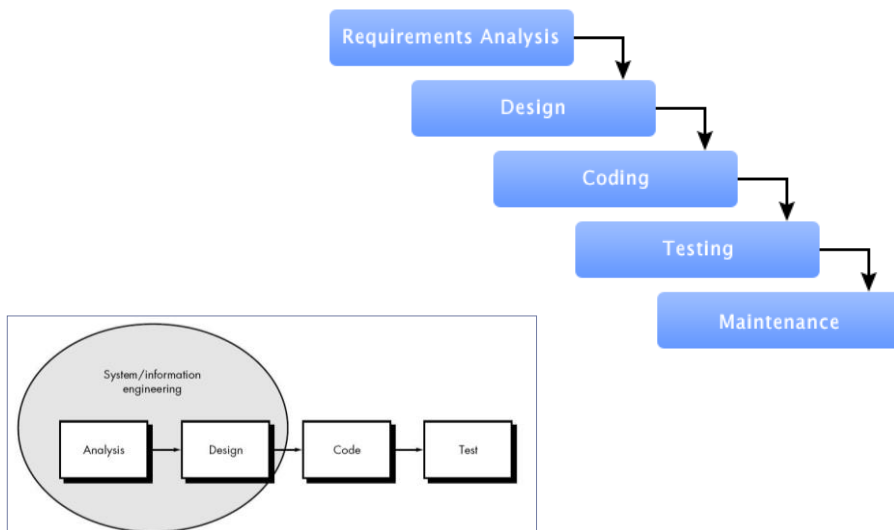 Requirements Analysis
Design
Coding
Testing
Maintenance
System/information
engineering
Analysis
Design
Code
Test